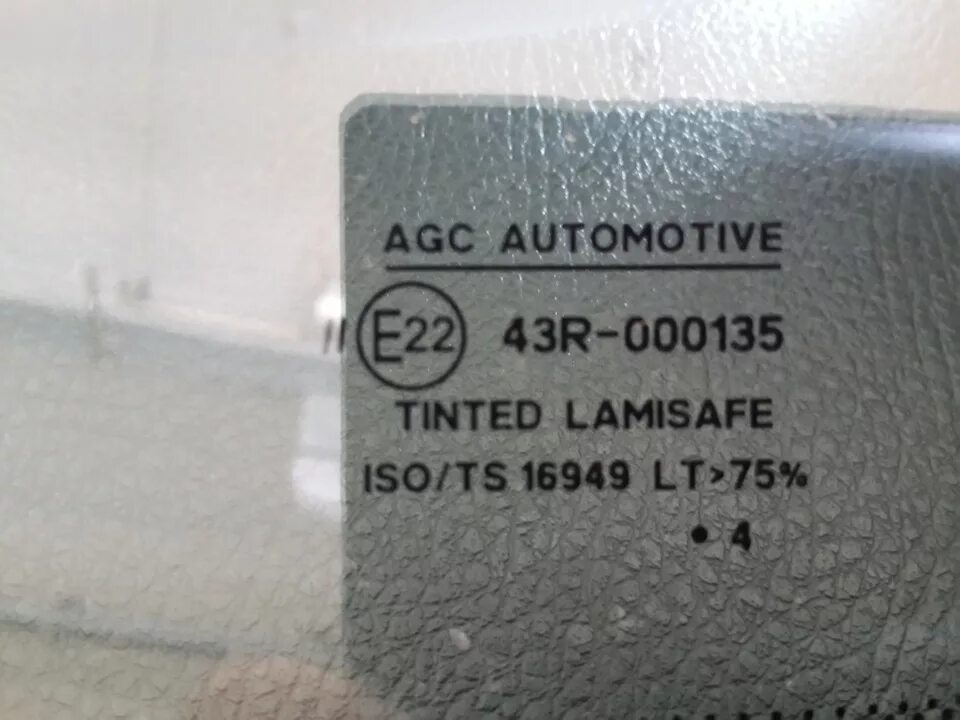 AGC AUTOMOTIVE
E22 43R-000135
TINTED LAMISAFE
ISO/TS 16949 LT>75%
• 4